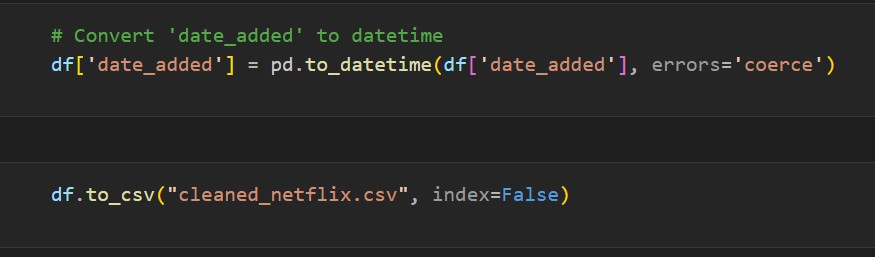 # Convert 'date_added' to datetime
df['date_added'] = pd.to_datetime(df['date_added'], errors='coerce')
df.to_csv("cleaned_netflix.csv", index=False)